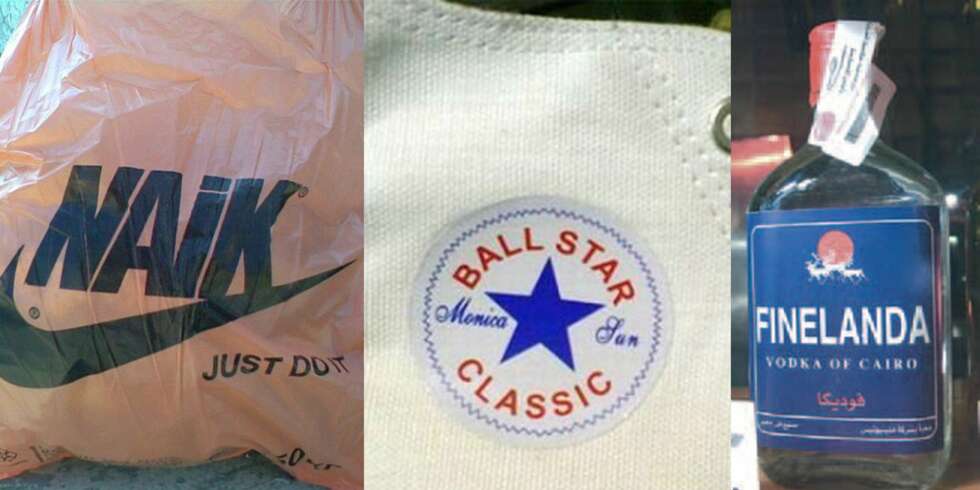 NAiK
®
®
JUST DO IT
BALL STAR
Monica Sun
CLASSIC
FINELANDA
VODKA OF CAIRO
فوديكا